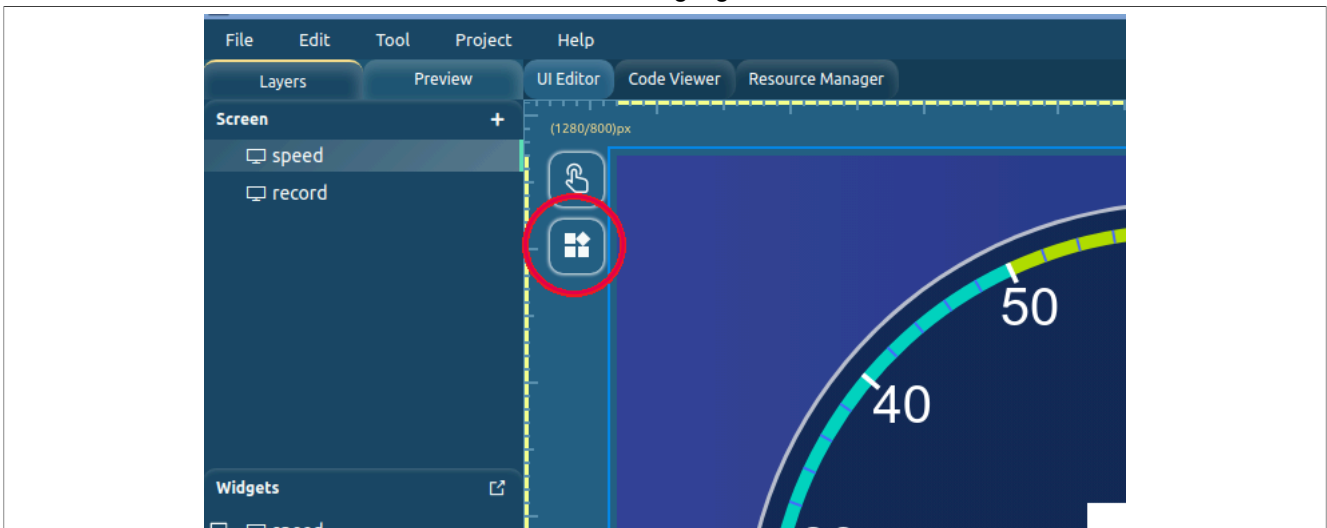 File Edit Tool Project Help
Layers Preview UI Editor Code Viewer Resource Manager
Screen +
(1280/800)px
speed
record
50
40
Widgets
speed